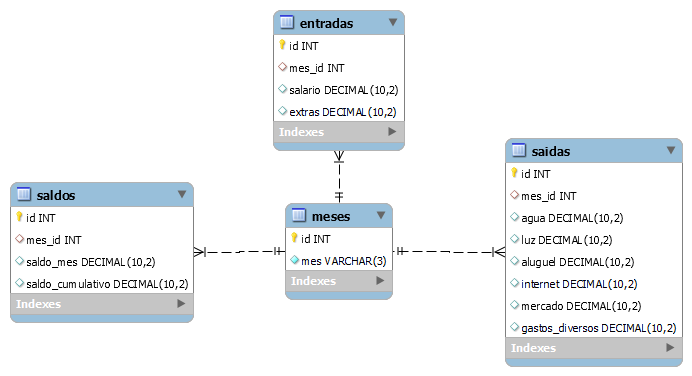 entradas
id INT
mes_id INT
salario DECIMAL(10,2)
extras DECIMAL(10,2)
Indexes
saldos
id INT
mes_id INT
saldo_mes DECIMAL(10,2)
saldo_cumulativo DECIMAL(10,2)
Indexes
meses
id INT
mes VARCHAR(3)
Indexes
saidas
id INT
mes_id INT
agua DECIMAL(10,2)
luz DECIMAL(10,2)
aluguel DECIMAL(10,2)
internet DECIMAL(10,2)
mercado DECIMAL(10,2)
gastos_diversos DECIMAL(10,2)
Indexes